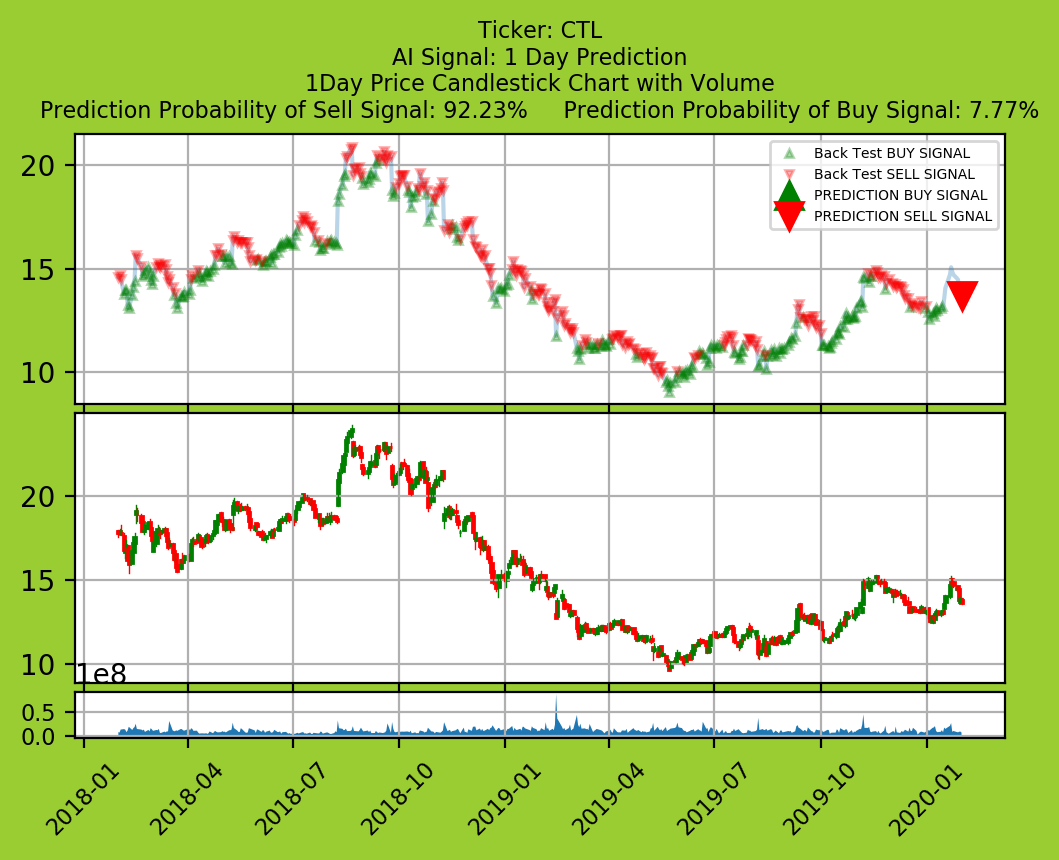 Ticker: CTL
AI Signal: 1 Day Prediction
1Day Price Candlestick Chart with Volume
Prediction Probability of Sell Signal: 92.23% Prediction Probability of Buy Signal: 7.77%
20
15
10
Back Test BUY SIGNAL
Back Test SELL SIGNAL
PREDICTION BUY SIGNAL
PREDICTION SELL SIGNAL
20
15
10
1e8
0.5
0.0
2018-01
2018-04
2018-07
2018-10
2019-01
2019-04
2019-07
2019-10
2020-01